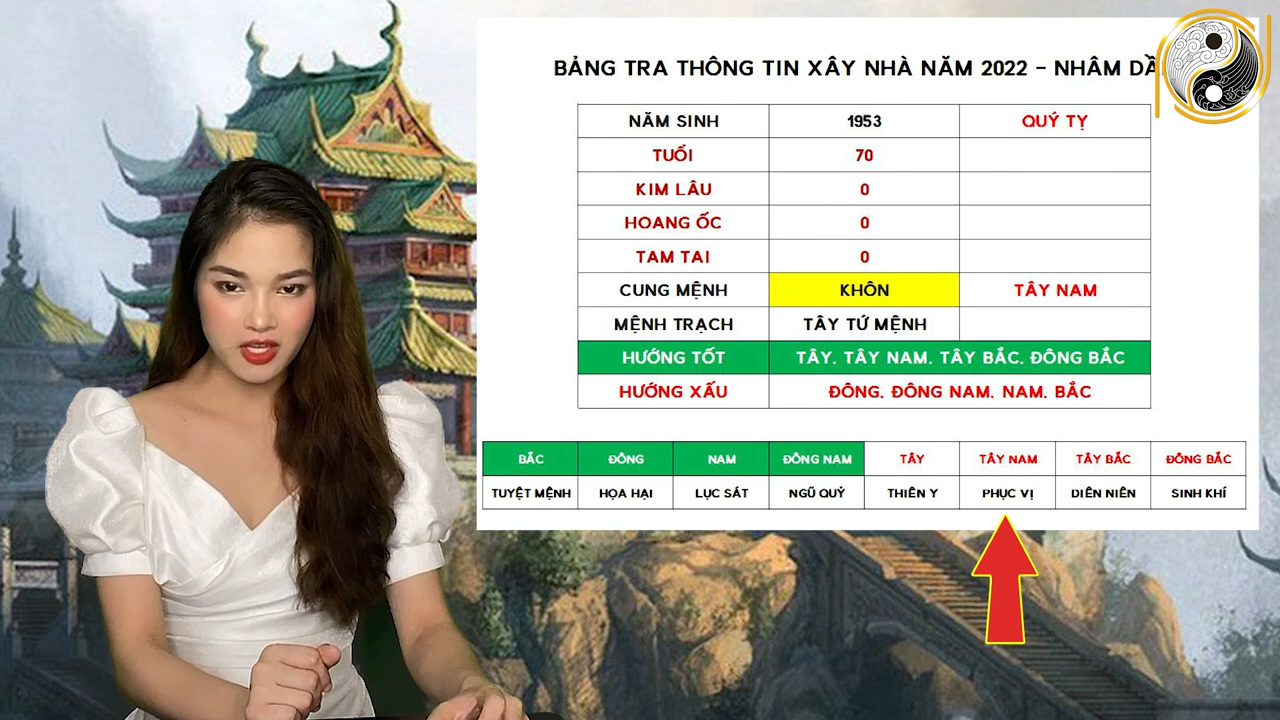 BẢNG TRA THÔNG TIN XÂY NHÀ NĂM 2022 - NHÂM
NĂM SINH 1953 QUÝ TỴ
TUỔI 70
KIM LÂU 0
HOANG ỐC 0
TAM TAI 0
CUNG MỆNH KHÔN TÂY NAM
MỆNH TRẠCH TÂY TỨ MỆNH
HƯỚNG TỐT TÂY. TÂY NAM. TÂY BẮC. ĐÔNG BẮC
HƯỚNG XẤU ĐÔNG. ĐÔNG NAM. NAM. BẮC
BẮC ĐÔNG NAM ĐÔNG NAM TÂY TÂY NAM TÂY BẮC ĐÔNG BẮC
TUYỆT MỆNH HỌA HẠI LỤC SÁT NGŨ QUỶ THIÊN Y PHỤC VỊ DIÊN NIÊN SINH KHÍ